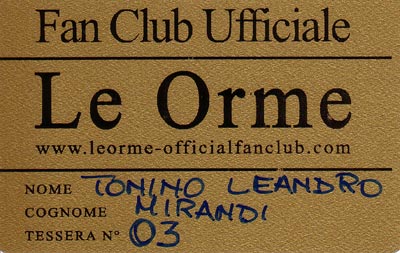 Fan Club Ufficiale
Le Orme
www.leorme-officialfanclub.com
NOME TONINO LEANDRO
COGNOME MIRANDI
TESSERA N° 03